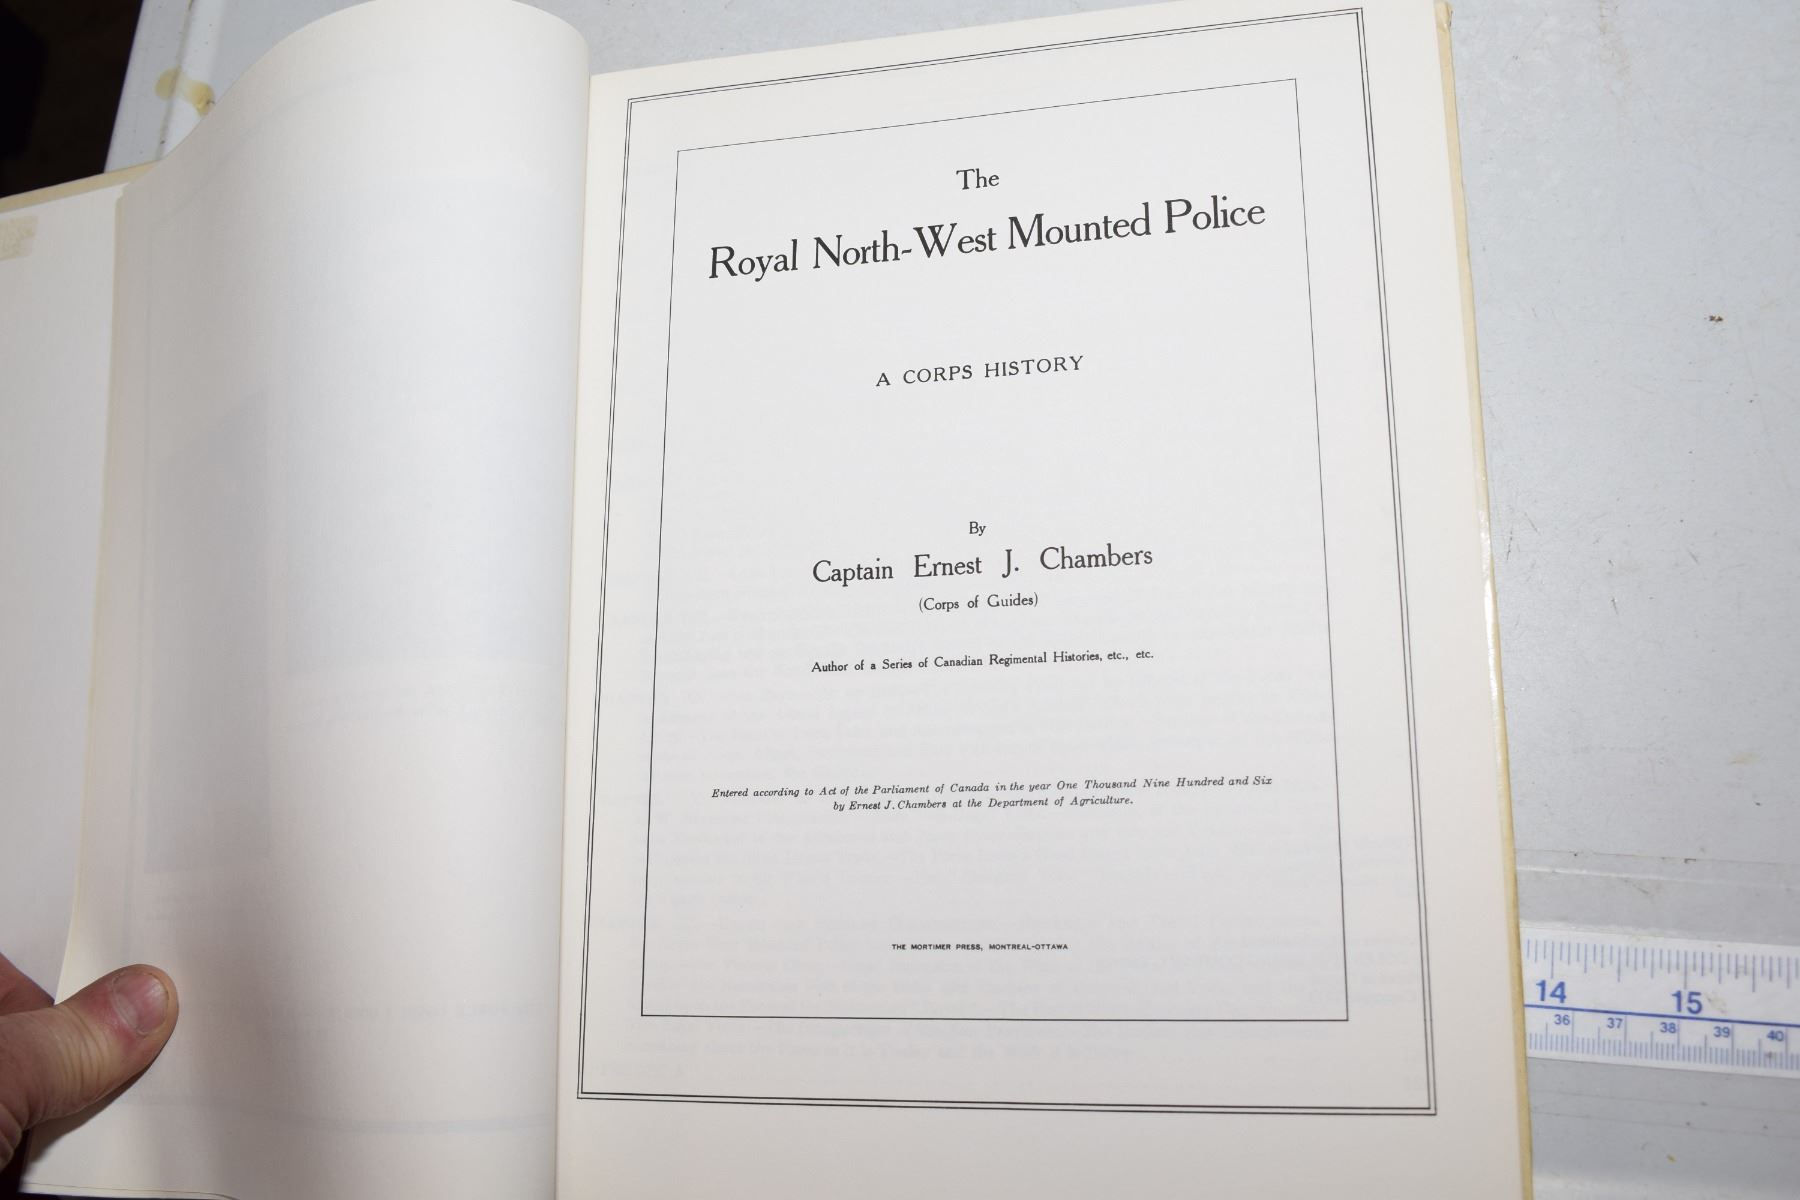 The
Royal North-West Mounted Police
A CORPS HISTORY
By
Captain Ernest J. Chambers
(Corps of Guides)
Author of a Series of Canadian Regimental Histories, etc., etc.
Entered according to Act of the Parliament of Canada in the year One Thousand Nine Hundred and Six
by Ernest J. Chambers at the Department of Agriculture.
THE MORTIMER PRESS, MONTREAL-OTTAWA
14 15
36 37 38 39 40